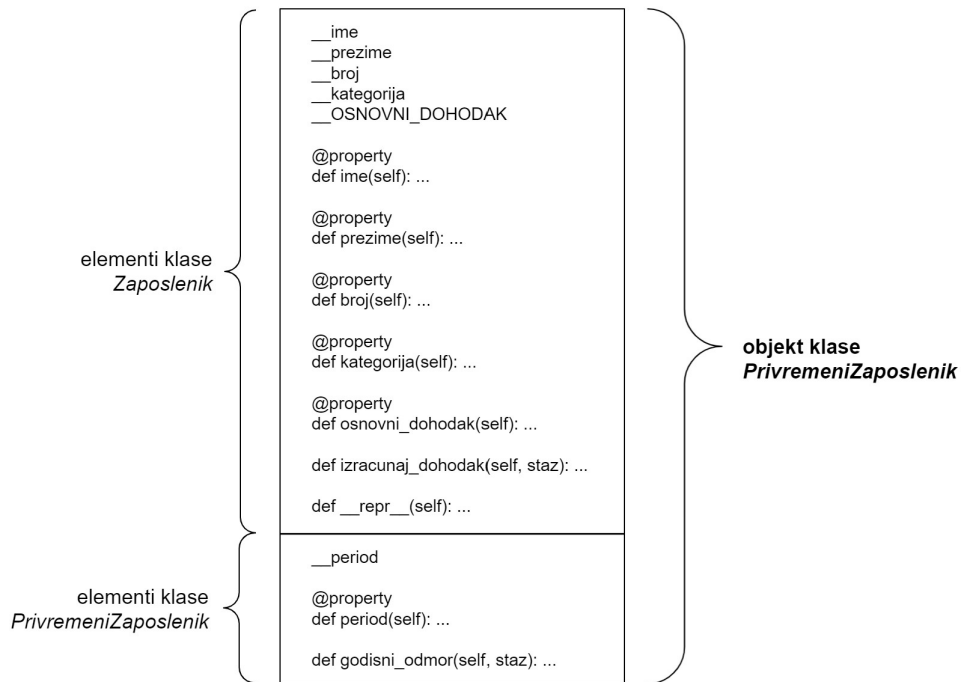 __ime
__prezime
__broj
__kategorija
__OSNOVNI_DOHODAK
@property
def ime(self): ...
@property
def prezime(self): ...
@property
def broj(self): ...
@property
def kategorija(self): ...
@property
def osnovni_dohodak(self): ...
def izracunaj_dohodak(self, staz): ...
def __repr__(self): ...
elementi klase
Zaposlenik
__period
@property
def period(self): ...
def godisni_odmor(self, staz): ...
elementi klase
PrivremeniZaposlenik
objekt klase
PrivremeniZaposlenik